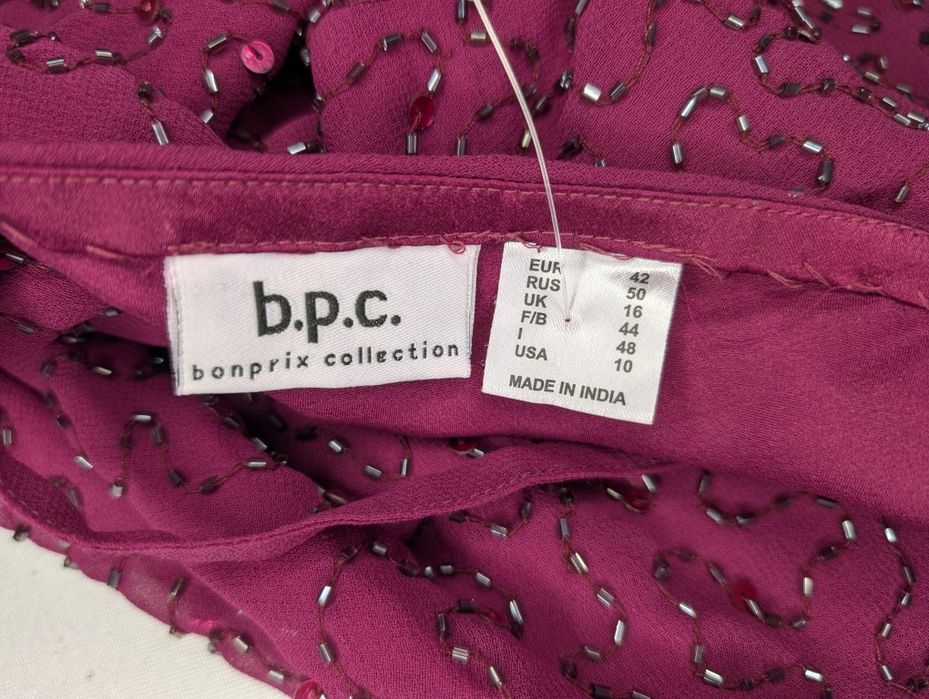 b.p.c.
bonprix collection
EUR 42
RUS 50
UK 16
F/B 44
I 48
USA 10
MADE IN INDIA